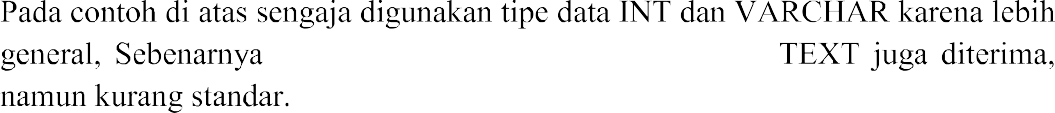 Pada contoh di atas sengaja digunakan tipe data INT dan VARCHAR karena lebih
general, Sebenarnya TEXT juga diterima,
namun kurang standar.